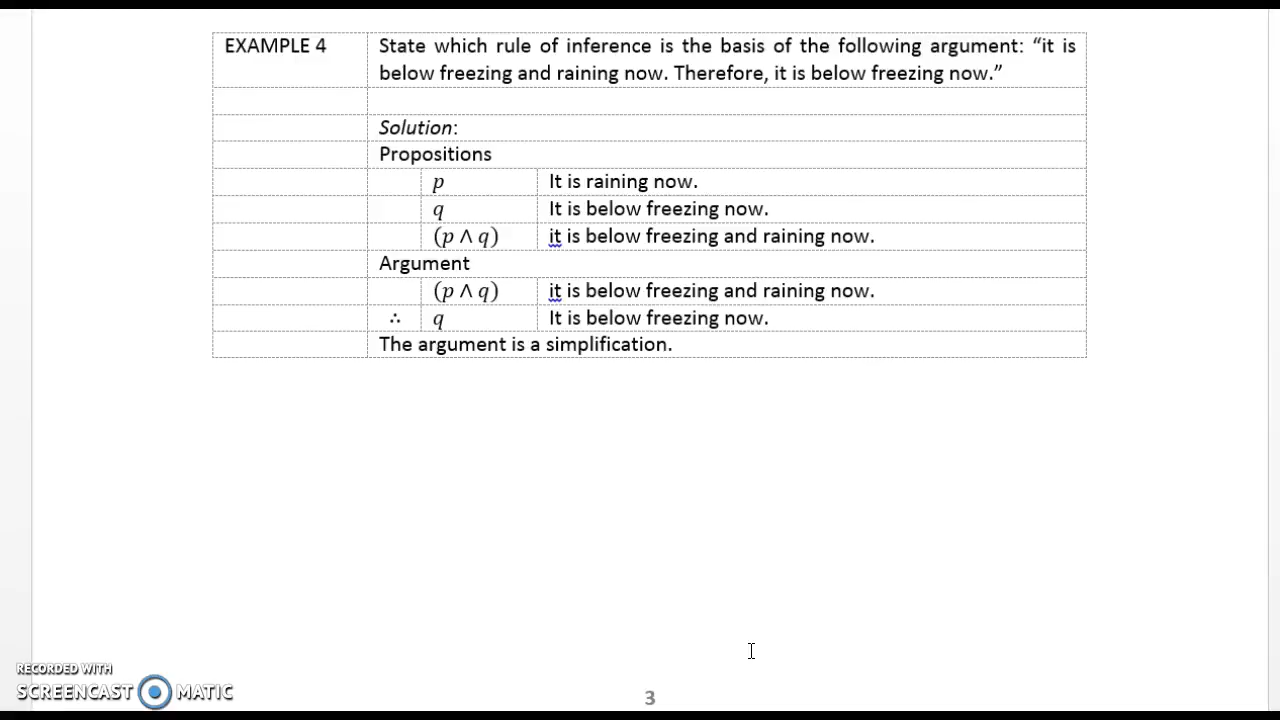 EXAMPLE 4 State which rule of inference is the basis of the following argument: “it is
below freezing and raining now. Therefore, it is below freezing now.”
Solution:
Propositions
p It is raining now.
q It is below freezing now.
(p ∧ q) it is below freezing and raining now.
Argument
(p ∧ q) it is below freezing and raining now.
∴ q It is below freezing now.
The argument is a simplification.
RECORDED WITH
SCREENCAST MATIC
3